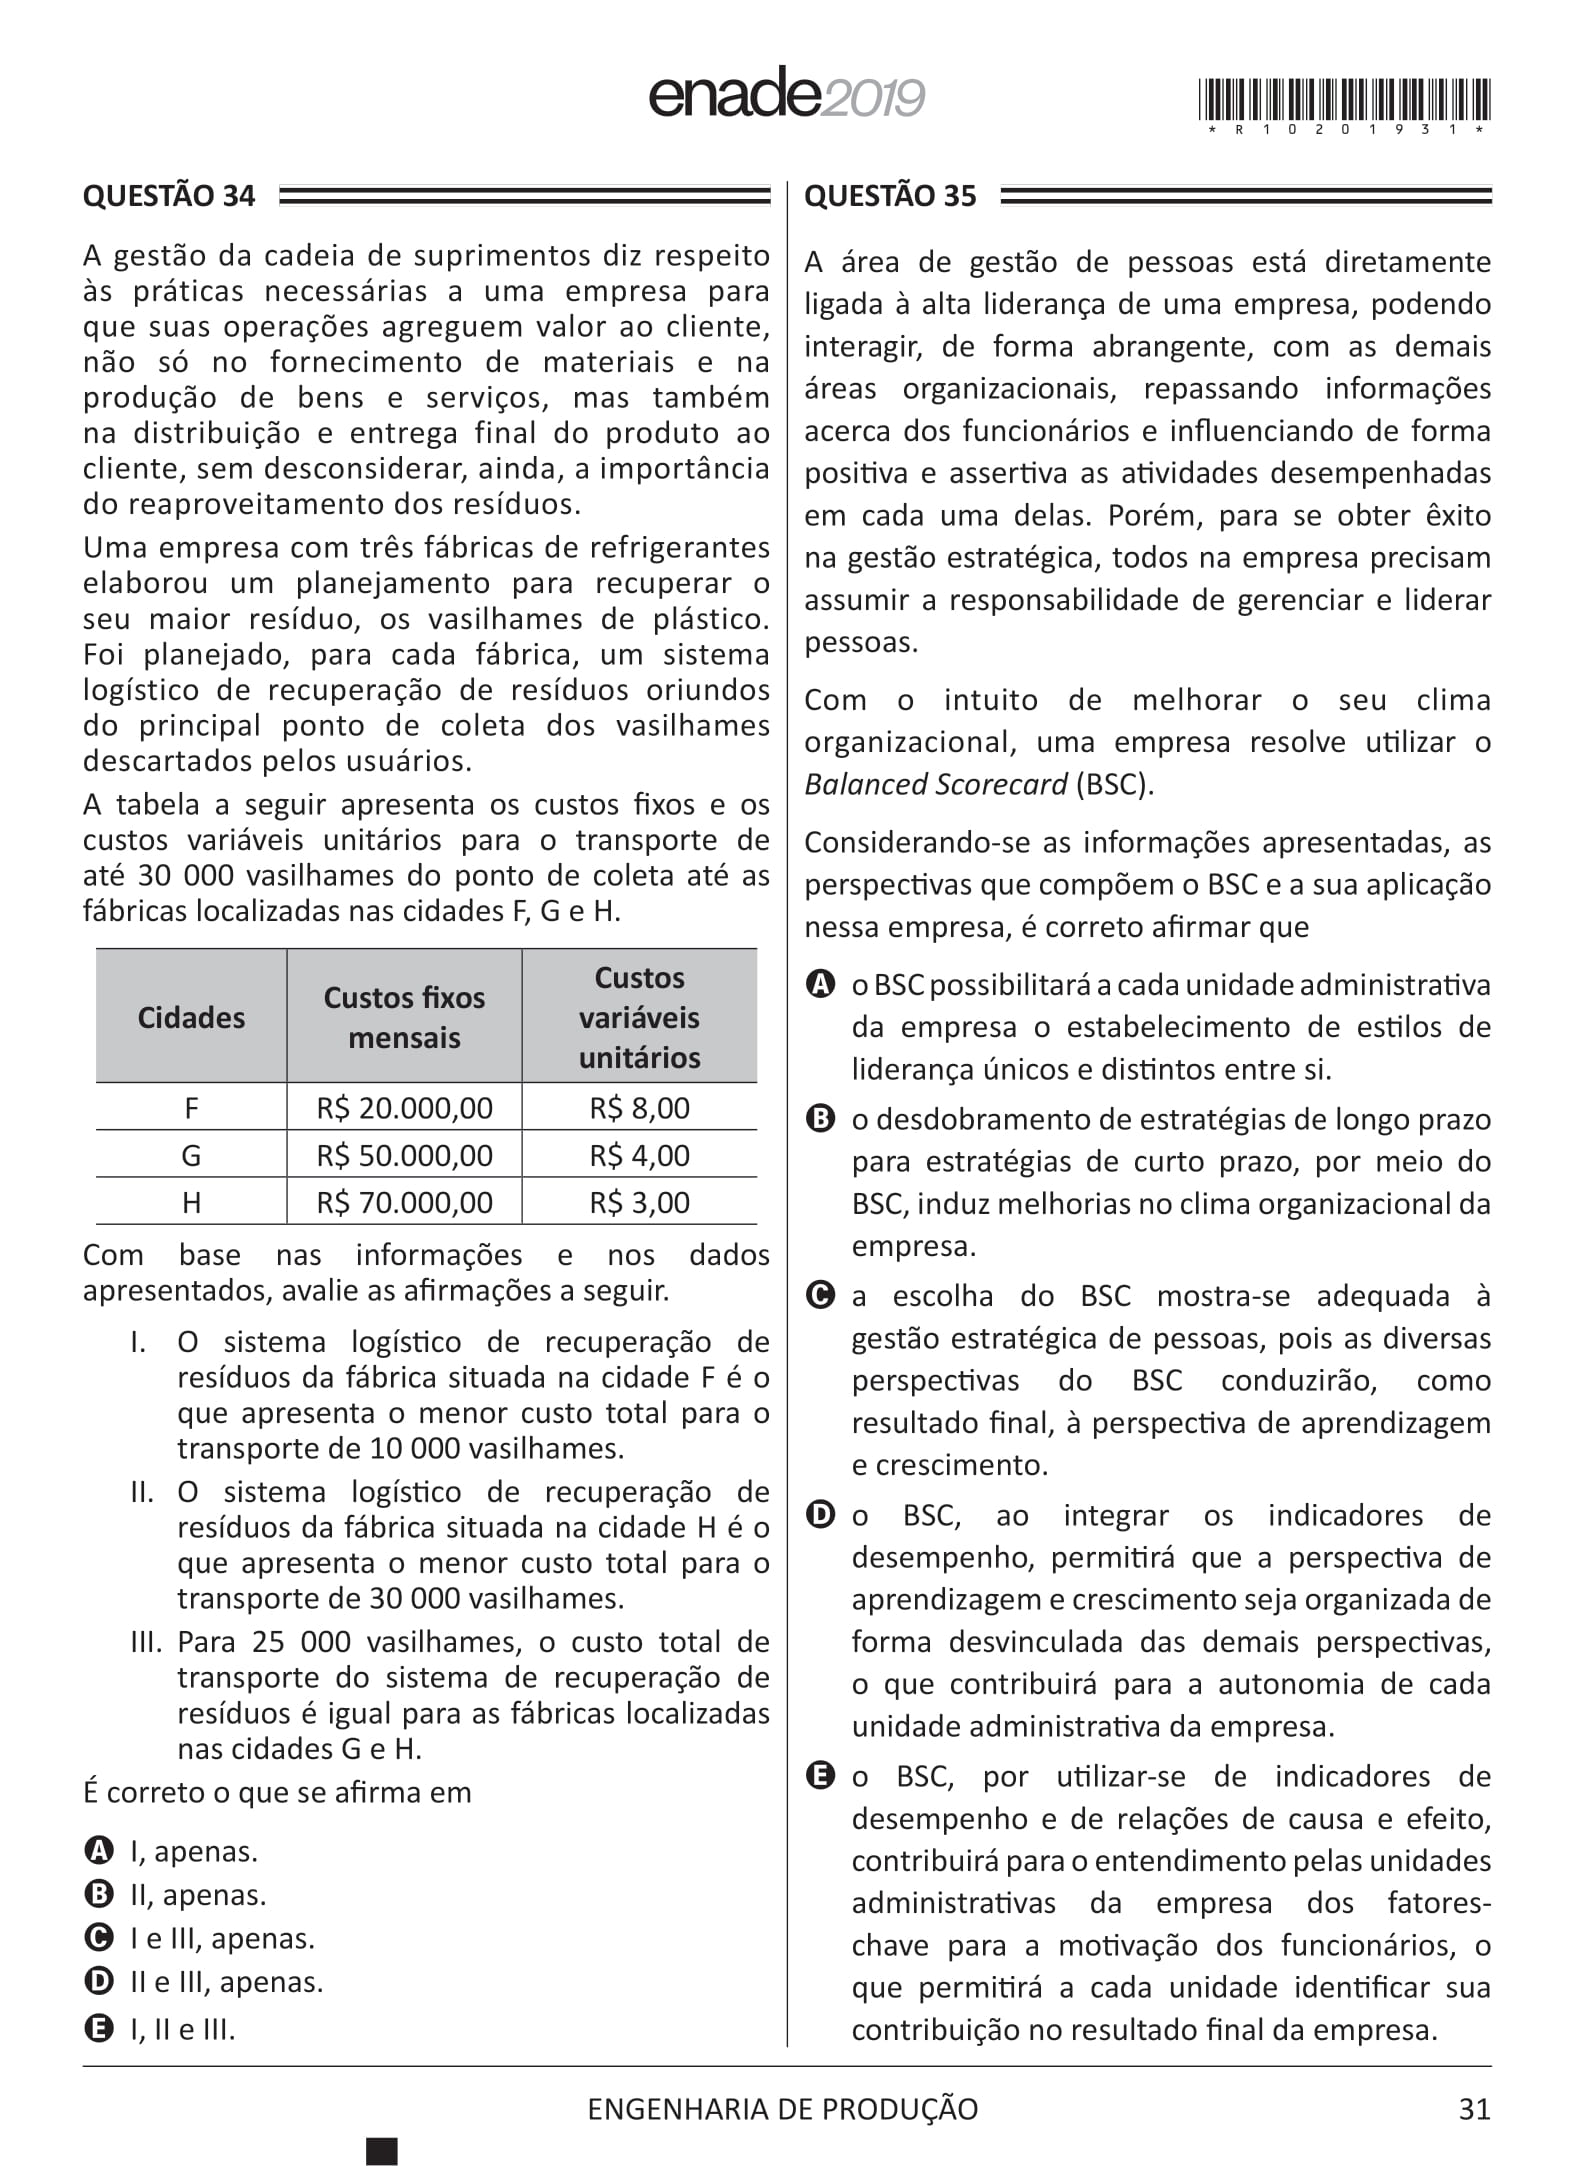 enade2019
*R10201931*
QUESTÃO 34
A gestão da cadeia de suprimentos diz respeito
às práticas necessárias a uma empresa para
que suas operações agreguem valor ao cliente,
não só no fornecimento de materiais e na
produção de bens e serviços, mas também
na distribuição e entrega final do produto ao
cliente, sem desconsiderar, ainda, a importância
do reaproveitamento dos resíduos.
Uma empresa com três fábricas de refrigerantes
elaborou um planejamento para recuperar o
seu maior resíduo, os vasilhames de plástico.
Foi planejado, para cada fábrica, um sistema
logístico de recuperação de resíduos oriundos
do principal ponto de coleta dos vasilhames
descartados pelos usuários.
A tabela a seguir apresenta os custos fixos e os
custos variáveis unitários para o transporte de
até 30 000 vasilhames do ponto de coleta até as
fábricas localizadas nas cidades F, G e H.
Cidades
Custos fixos
mensais
Custos
variáveis
unitários
F R$ 20.000,00 R$ 8,00
G R$ 50.000,00 R$ 4,00
H R$ 70.000,00 R$ 3,00
Com base nas informações e nos dados
apresentados, avalie as afirmações a seguir.
I. O sistema logístico de recuperação de
resíduos da fábrica situada na cidade F é o
que apresenta o menor custo total para o
transporte de 10 000 vasilhames.
II. O sistema logístico de recuperação de
resíduos da fábrica situada na cidade H é o
que apresenta o menor custo total para o
transporte de 30 000 vasilhames.
III. Para 25 000 vasilhames, o custo total de
transporte do sistema de recuperação de
resíduos é igual para as fábricas localizadas
nas cidades G e H.
É correto o que se afirma em
A I, apenas.
B II, apenas.
C I e III, apenas.
D II e III, apenas.
E I, II e III.
QUESTÃO 35
A área de gestão de pessoas está diretamente
ligada à alta liderança de uma empresa, podendo
interagir, de forma abrangente, com as demais
áreas organizacionais, repassando informações
acerca dos funcionários e influenciando de forma
positiva e assertiva as atividades desempenhadas
em cada uma delas. Porém, para se obter êxito
na gestão estratégica, todos na empresa precisam
assumir a responsabilidade de gerenciar e liderar
pessoas.
Com o intuito de melhorar o seu clima
organizacional, uma empresa resolve utilizar o
Balanced Scorecard (BSC).
Considerando-se as informações apresentadas, as
perspectivas que compõem o BSC e a sua aplicação
nessa empresa, é correto afirmar que
A o BSC possibilitará a cada unidade administrativa
da empresa o estabelecimento de estilos de
liderança únicos e distintos entre si.
B o desdobramento de estratégias de longo prazo
para estratégias de curto prazo, por meio do
BSC, induz melhorias no clima organizacional da
empresa.
C a escolha do BSC mostra-se adequada à
gestão estratégica de pessoas, pois as diversas
perspectivas do BSC conduzirão, como
resultado final, à perspectiva de aprendizagem
e crescimento.
D o BSC, ao integrar os indicadores de
desempenho, permitirá que a perspectiva de
aprendizagem e crescimento seja organizada de
forma desvinculada das demais perspectivas,
o que contribuirá para a autonomia de cada
unidade administrativa da empresa.
E o BSC, por utilizar-se de indicadores de
desempenho e de relações de causa e efeito,
contribuirá para o entendimento pelas unidades
administrativas da empresa dos fatores-
chave para a motivação dos funcionários, o
que permitirá a cada unidade identificar sua
contribuição no resultado final da empresa.
ENGENHARIA DE PRODUÇÃO
31